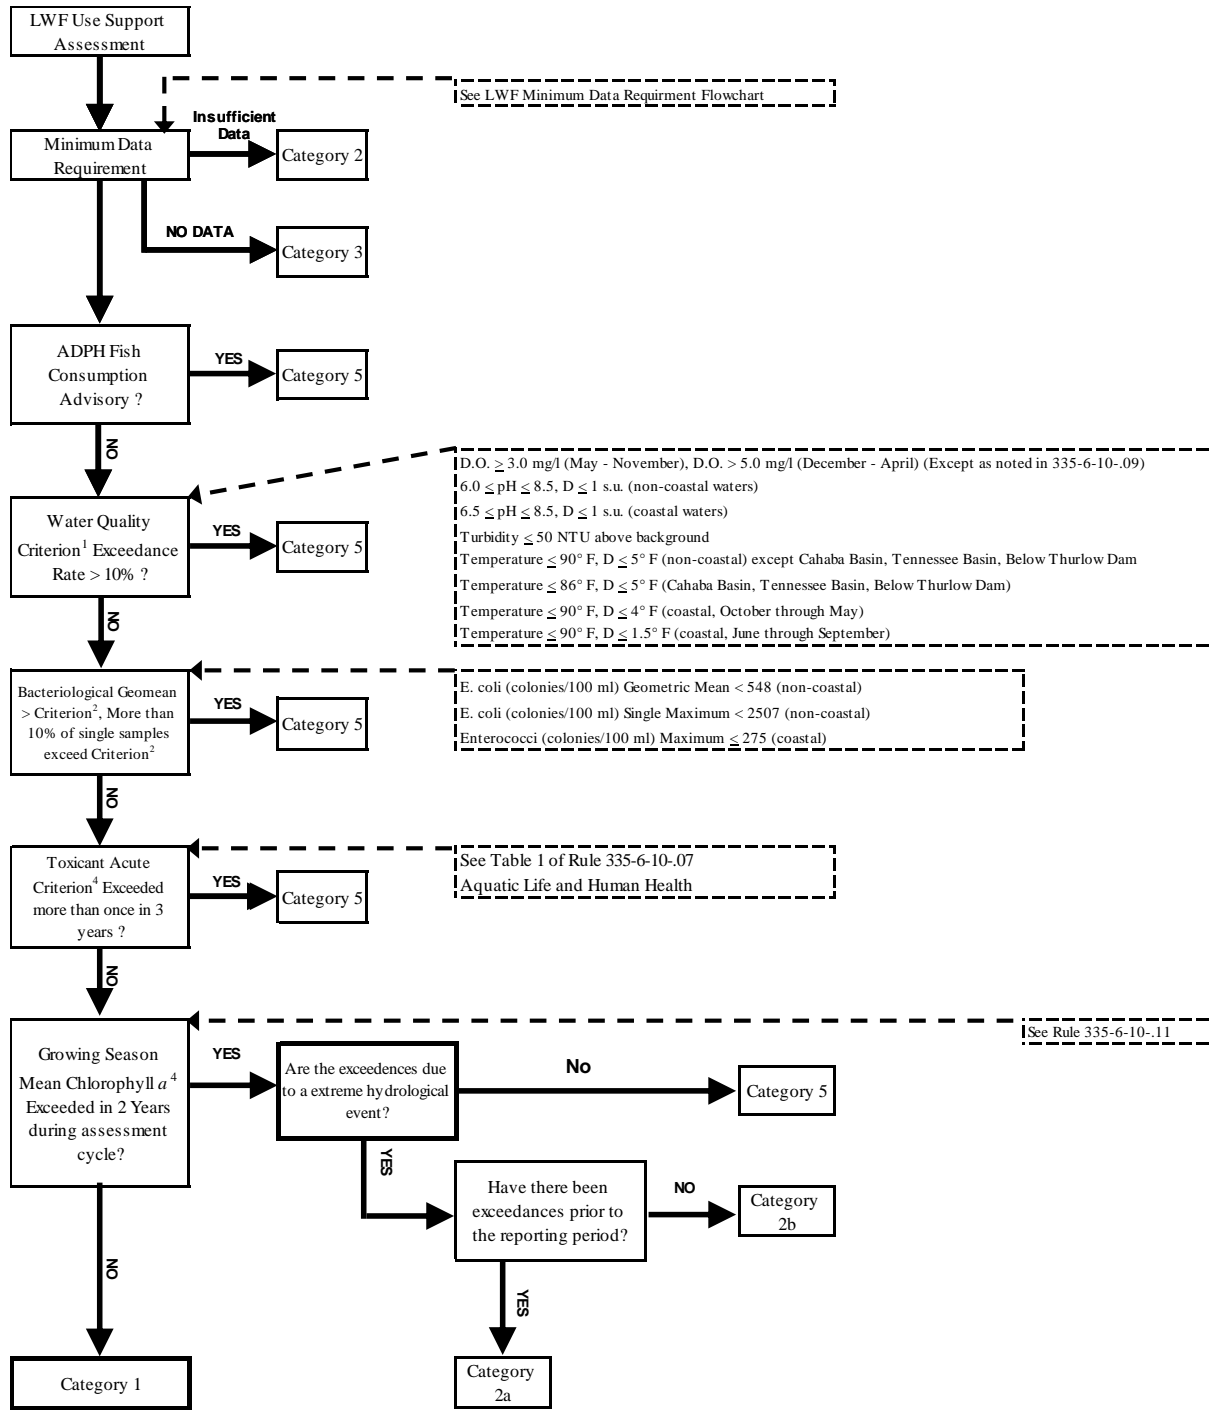 LWF Use Support
Assessment
See LWF Minimum Data Requirment Flowchart
Insufficient
Data
Minimum Data
Requirement
Category 2
NO DATA
Category 3
ADPH Fish
Consumption
Advisory ?
YES
Category 5
NO
D.O. ≥ 3.0 mg/l (May - November), D.O. > 5.0 mg/l (December - April) (Except as noted in 335-6-10-.09)
6.0 ≤ pH ≤ 8.5, D ≤ 1 s.u. (non-coastal waters)
6.5 ≤ pH ≤ 8.5, D ≤ 1 s.u. (coastal waters)
Turbidity ≤ 50 NTU above background
Temperature ≤ 90° F, D ≤ 5° F (non-coastal) except Cahaba Basin, Tennessee Basin, Below Thurlow Dam
Temperature ≤ 86° F, D ≤ 5° F (Cahaba Basin, Tennessee Basin, Below Thurlow Dam)
Temperature ≤ 90° F, D ≤ 4° F (coastal, October through May)
Temperature ≤ 90° F, D ≤ 1.5° F (coastal, June through September)
Water Quality
Criterion¹ Exceedance
Rate > 10% ?
YES
Category 5
NO
E. coli (colonies/100 ml) Geometric Mean < 548 (non-coastal)
E. coli (colonies/100 ml) Single Maximum < 2507 (non-coastal)
Enterococci (colonies/100 ml) Maximum ≤ 275 (coastal)
Bacteriological Geomean
> Criterion², More than
10% of single samples
exceed Criterion²
YES
Category 5
NO
See Table 1 of Rule 335-6-10-.07
Aquatic Life and Human Health
Toxicant Acute
Criterion⁴ Exceeded
more than once in 3
years ?
YES
Category 5
NO
See Rule 335-6-10-.11
Growing Season
Mean Chlorophyll a ⁴
Exceeded in 2 Years
during assessment
cycle?
YES
Are the exceedences due
to a extreme hydrological
event?
No
Category 5
YES
Have there been
exceedances prior to
the reporting period?
NO
Category
2b
NO
YES
Category 1
Category
2a